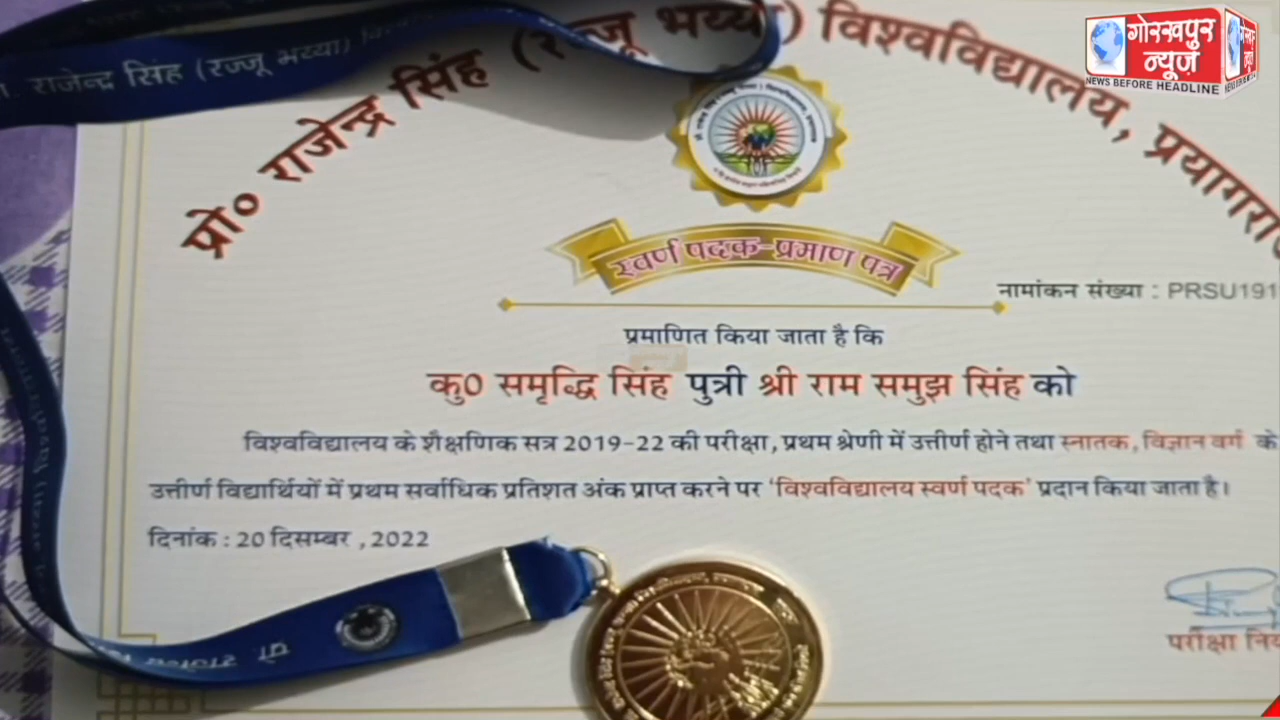 राजेन्द्र सिंह (रज्जू भय्या)
प्रो० राजेन्द्र सिंह (रज्जू भय्या) विश्वविद्यालय, प्रयागराज
गोरखपुर
न्यूज़
NEWS BEFORE HEADLINE
स्वर्ण पदक-प्रमाण पत्र
नामांकन संख्या : PRSU191
प्रमाणित किया जाता है कि
कु0 समृद्धि सिंह पुत्री श्री राम समुझ सिंह को
विश्वविद्यालय के शैक्षणिक सत्र 2019-22 की परीक्षा, प्रथम श्रेणी में उत्तीर्ण होने तथा स्नातक, विज्ञान वर्ग के
उत्तीर्ण विद्यार्थियों में प्रथम सर्वाधिक प्रतिशत अंक प्राप्त करने पर 'विश्वविद्यालय स्वर्ण पदक' प्रदान किया जाता है।
दिनांक : 20 दिसम्बर , 2022
परीक्षा निय